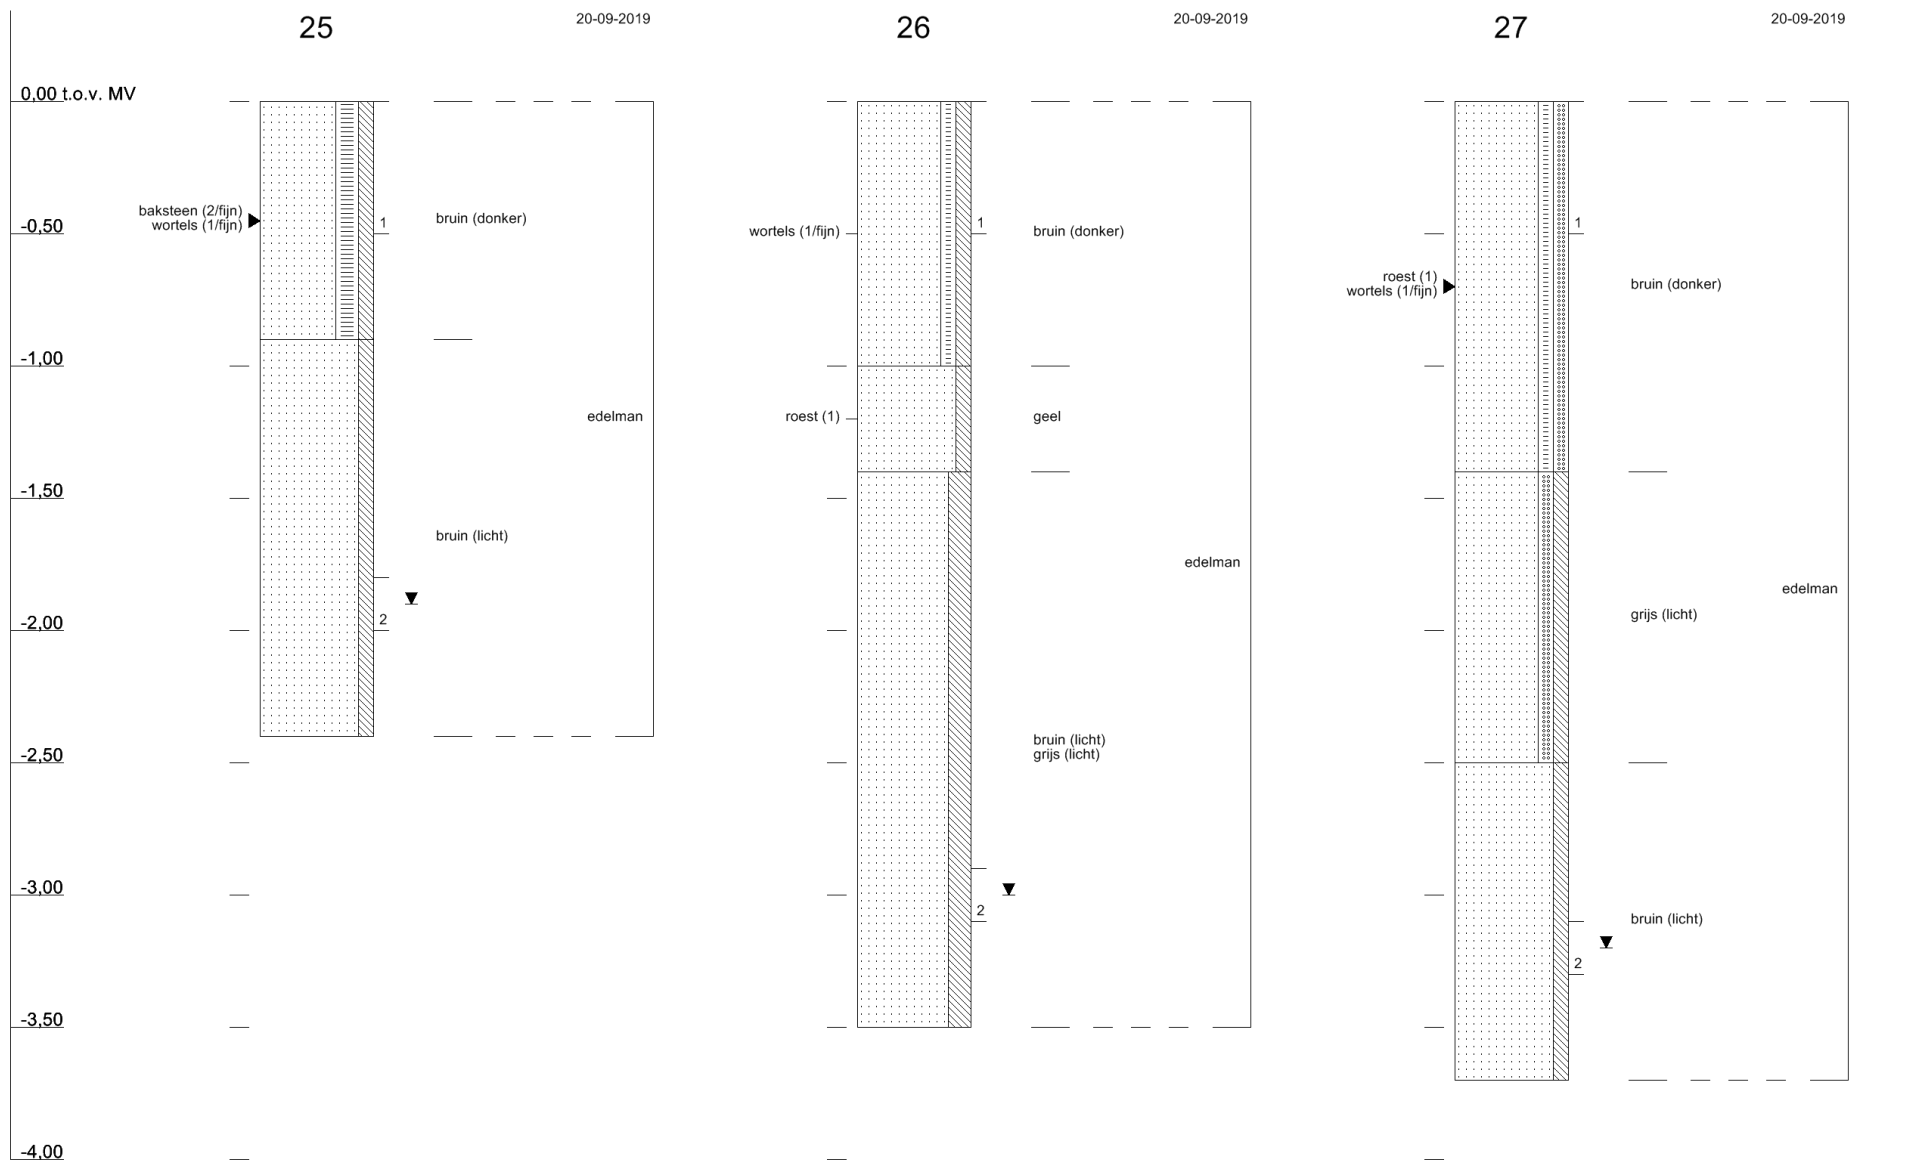 25
20-09-2019
26
20-09-2019
27
20-09-2019
0,00 t.o.v. MV
-0,50
-1,00
-1,50
-2,00
-2,50
-3,00
-3,50
-4,00
baksteen (2/fijn)
wortels (1/fijn)
1
2
bruin (donker)
bruin (licht)
edelman
wortels (1/fijn)
roest (1)
1
2
bruin (donker)
geel
bruin (licht)
grijs (licht)
edelman
roest (1)
wortels (1/fijn)
1
2
bruin (donker)
grijs (licht)
bruin (licht)
edelman